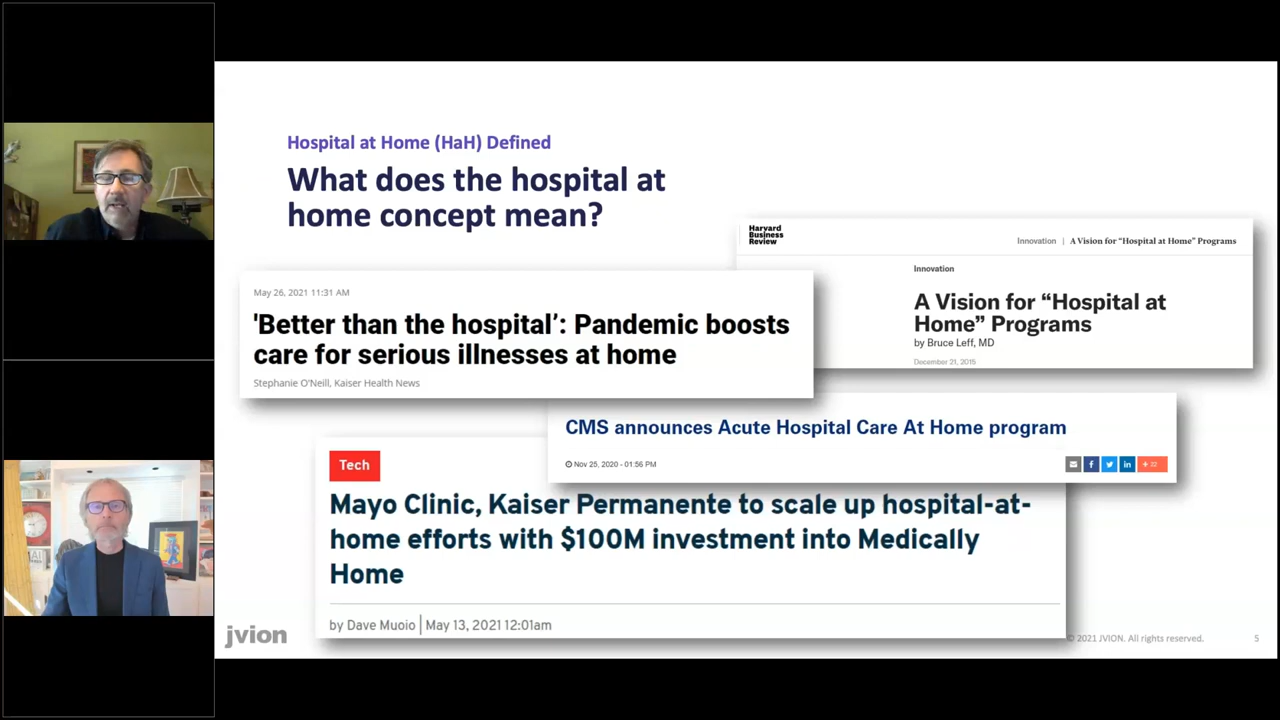 Hospital at Home (HaH) Defined
What does the hospital at
home concept mean?
Harvard
Business
Review
Innovation | A Vision for “Hospital at Home” Programs
Innovation
A Vision for “Hospital at
Home” Programs
by Bruce Leff, MD
December 21, 2015
May 26, 2021 11:31 AM
'Better than the hospital’: Pandemic boosts
care for serious illnesses at home
Stephanie O'Neill, Kaiser Health News
CMS announces Acute Hospital Care At Home program
Nov 25, 2020 - 01:56 PM
+ 22
Tech
Mayo Clinic, Kaiser Permanente to scale up hospital-at-
home efforts with $100M investment into Medically
Home
by Dave Muoio | May 13, 2021 12:01am
jvion
© 2021 JVION. All rights reserved.
5